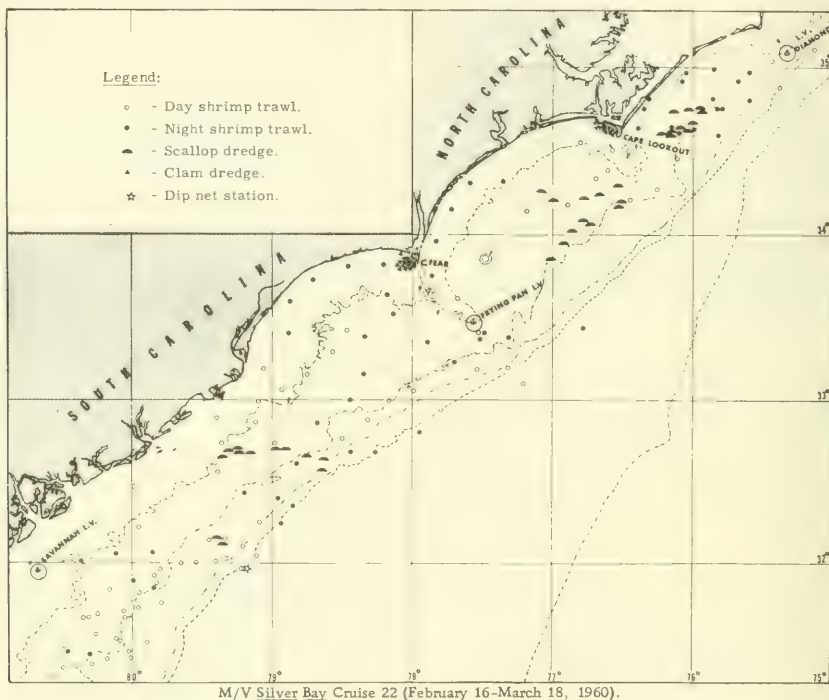 Legend:
- Day shrimp trawl.
- Night shrimp trawl.
- Scallop dredge.
- Clam dredge.
- Dip net station.
NORTH CAROLINA
L.V. DIAMOND
35°
CAPE LOOKOUT
34°
C. FEAR
FRYING PAN L.V.
SOUTH CAROLINA
33°
SAVANNAH L.V.
32°
80° 79° 78° 77° 76° 75°
M/V Silver Bay Cruise 22 (February 16-March 18, 1960).